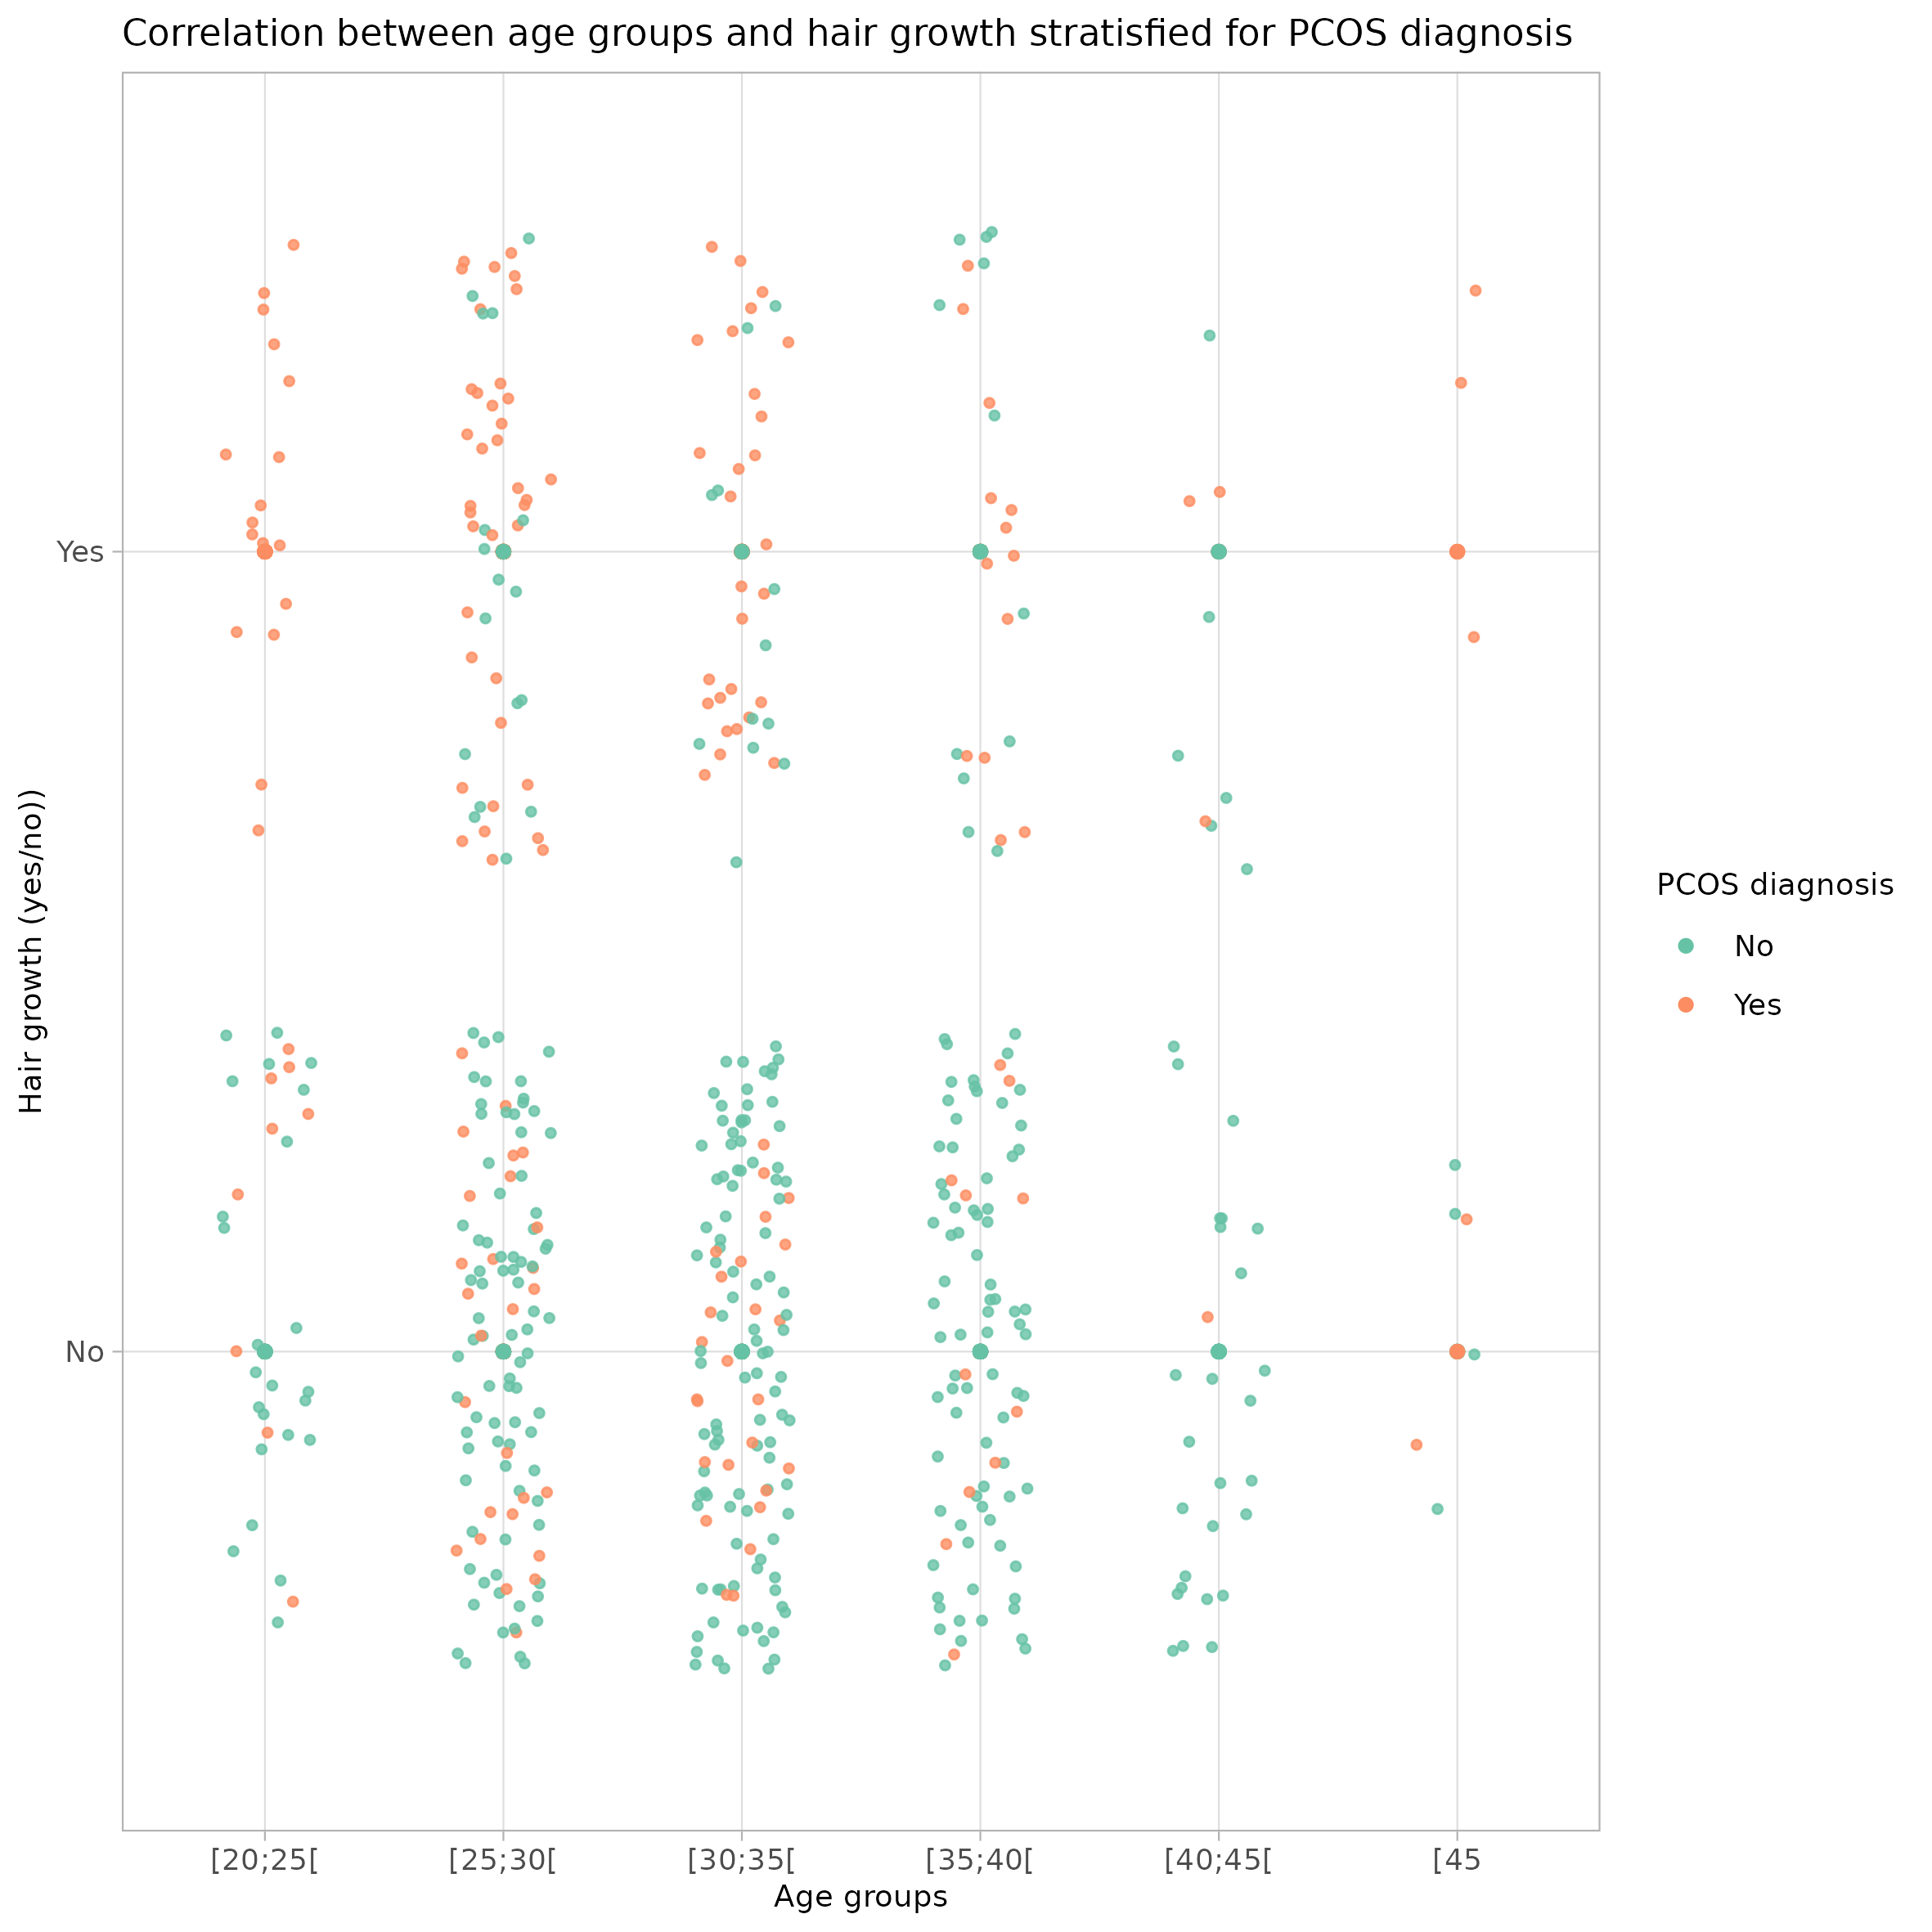 Correlation between age groups and hair growth stratisfied for PCOS diagnosis
Hair growth (yes/no))
Yes
No
[20;25[
[25;30[
[30;35[
[35;40[
[40;45[
[45
Age groups
PCOS diagnosis
No
Yes